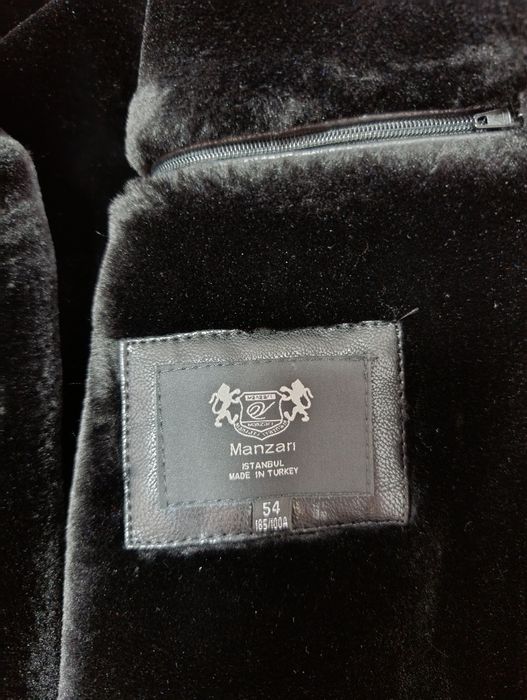 Manzari
ISTANBUL
MADE IN TURKEY
54
185/100A